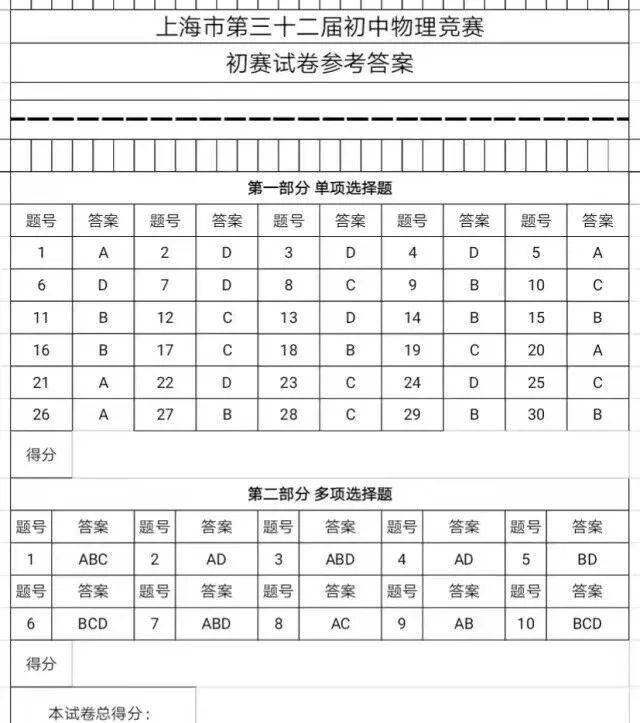 上海市第三十二届初中物理竞赛
初赛试卷参考答案
第一部分 单项选择题
题号 答案 题号 答案 题号 答案 题号 答案 题号 答案
1 A 2 D 3 D 4 D 5 A
6 D 7 D 8 C 9 B 10 C
11 B 12 C 13 D 14 B 15 B
16 B 17 C 18 B 19 C 20 A
21 A 22 D 23 C 24 D 25 C
26 A 27 B 28 C 29 B 30 B
得分
第二部分 多项选择题
题号 答案 题号 答案 题号 答案 题号 答案 题号 答案
1 ABC 2 AD 3 ABD 4 AD 5 BD
题号 答案 题号 答案 题号 答案 题号 答案 题号 答案
6 BCD 7 ABD 8 AC 9 AB 10 BCD
得分
本试卷总得分：